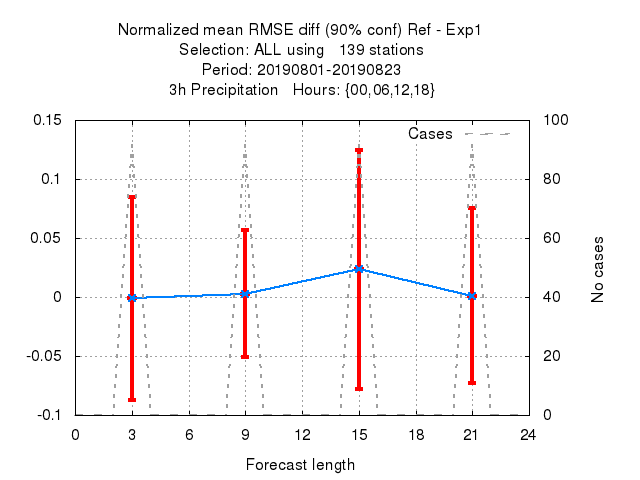 Normalized mean RMSE diff (90% conf) Ref - Exp1
Selection: ALL using   139 stations
Period: 20190801-20190823
3h Precipitation   Hours: {00,06,12,18}
Cases
0.15
0.1
0.05
0
-0.05
-0.1
100
80
60
40
20
0
No cases
0 3 6 9 12 15 18 21 24
Forecast length